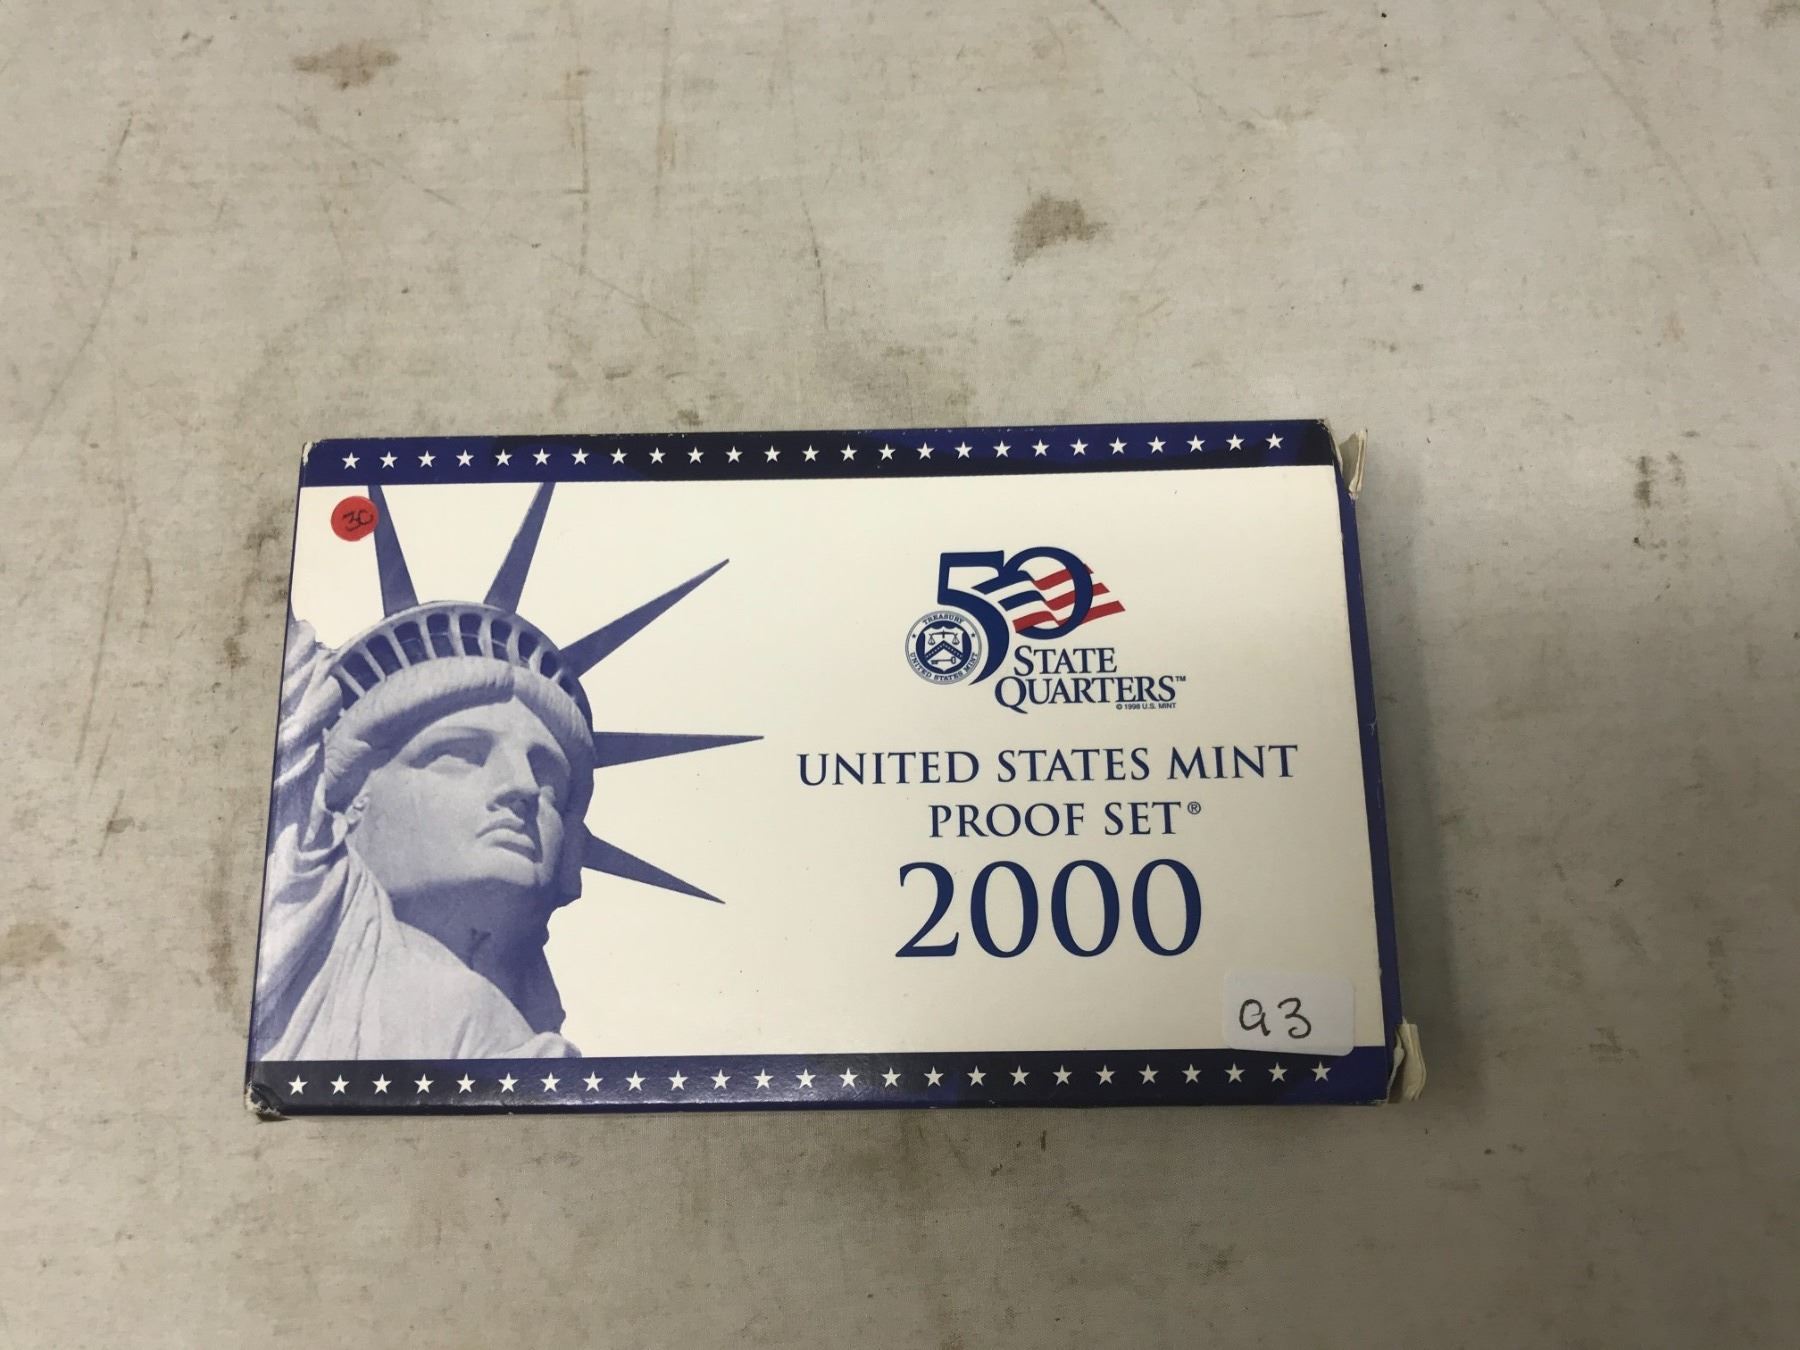 30
50
TREASURY
UNITED STATES MINT
STATE
QUARTERS™
© 1998 U.S. MINT
UNITED STATES MINT
PROOF SET®
2000
93